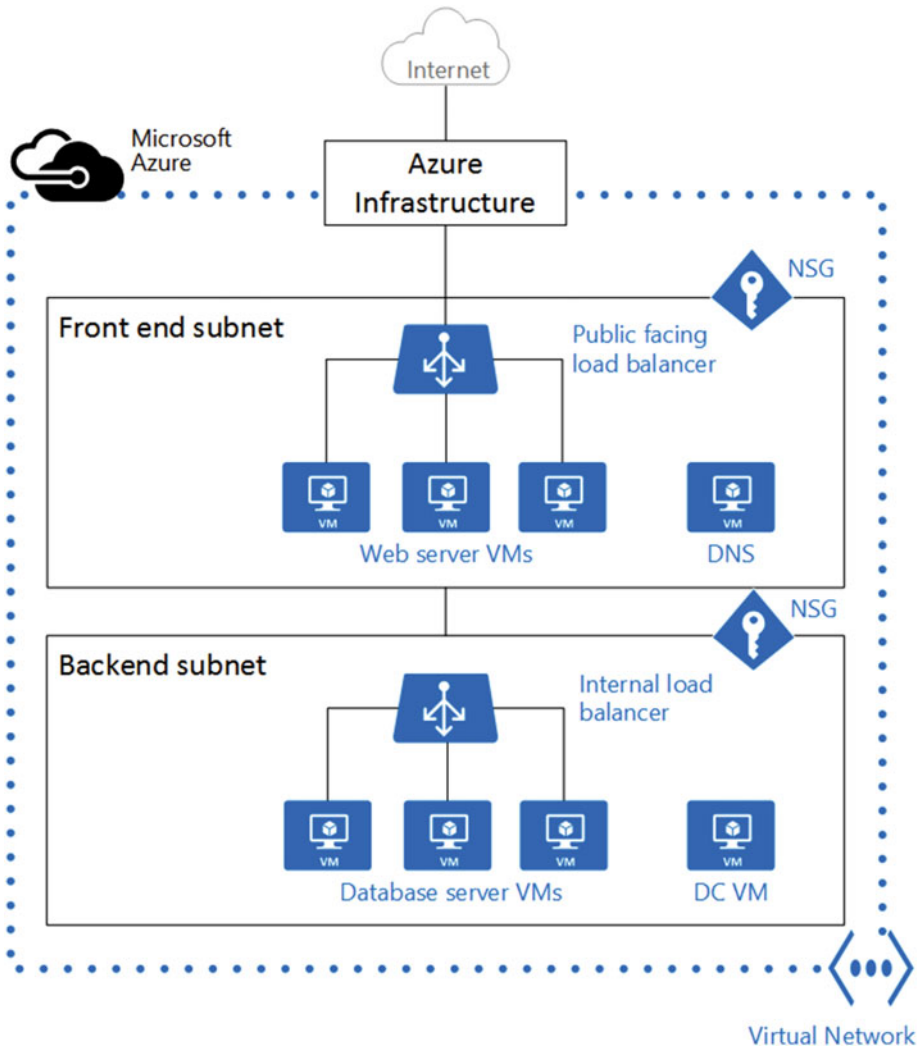 Internet
Microsoft
Azure
Azure
Infrastructure
NSG
Front end subnet
Public facing
load balancer
VM
VM
VM
VM
Web server VMs
DNS
NSG
Backend subnet
Internal load
balancer
VM
VM
VM
VM
Database server VMs
DC VM
Virtual Network